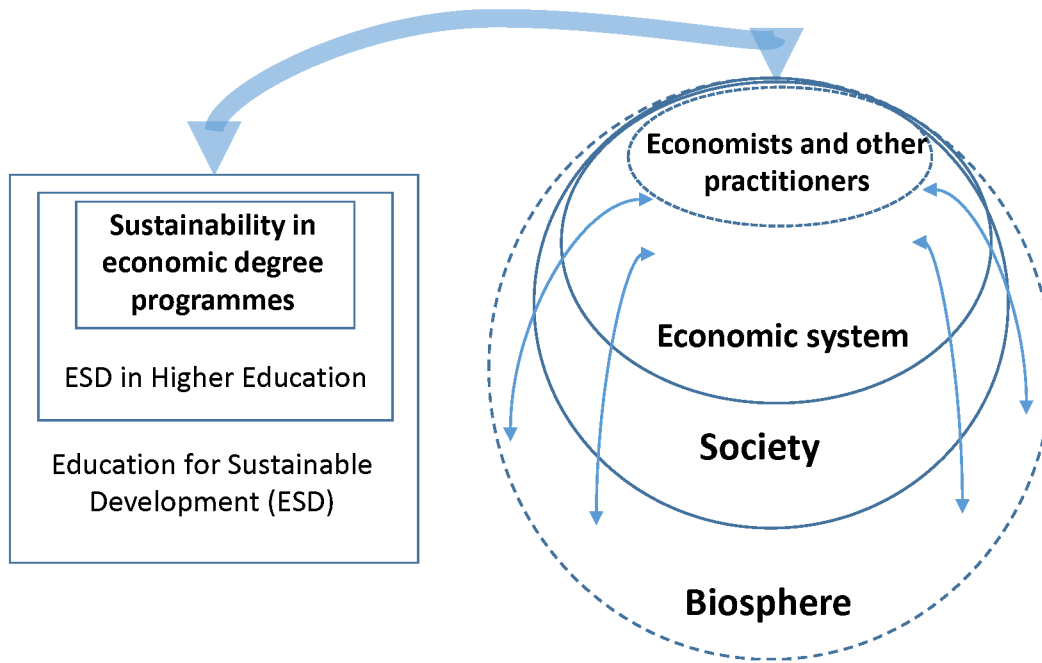 Sustainability in
economic degree
programmes
ESD in Higher Education
Education for Sustainable
Development (ESD)
Economists and other
practitioners
Economic system
Society
Biosphere